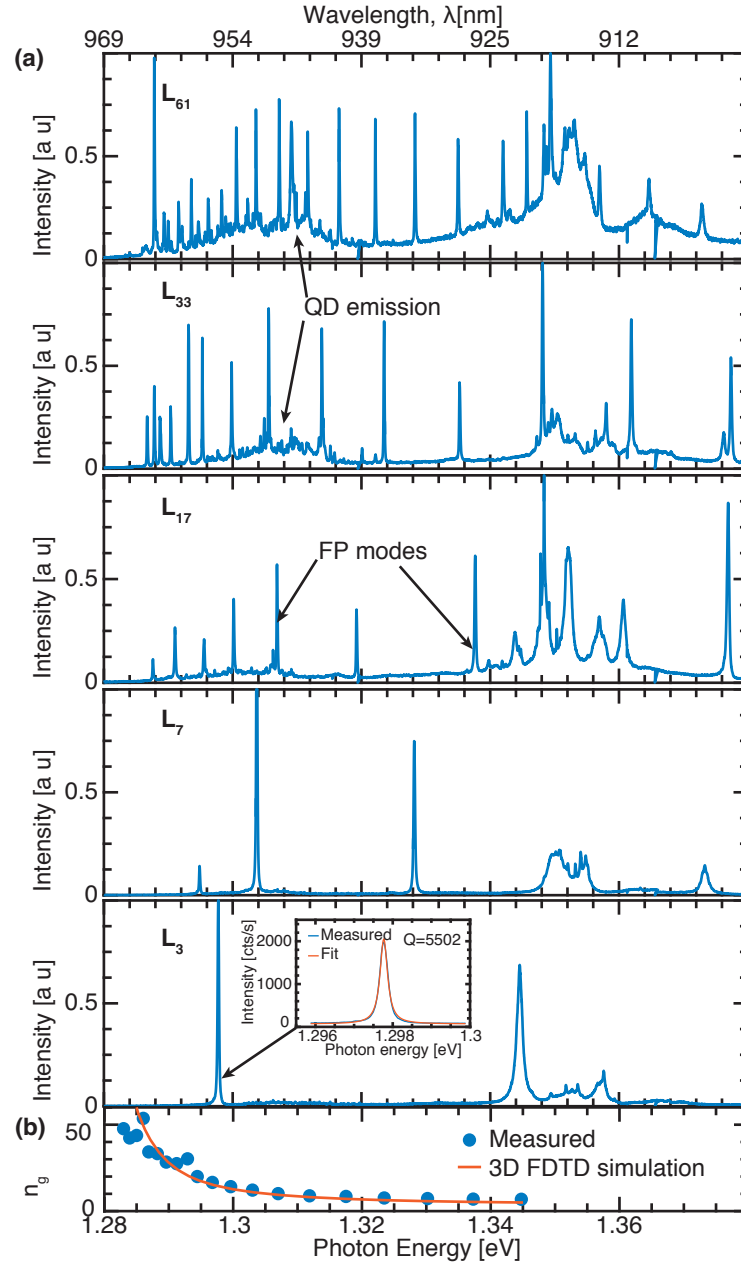 Wavelength, λ[nm]
969 954 939 925 912
(a)
L61
Intensity [a u]
0.5
0
L33
QD emission
Intensity [a u]
0.5
0
L17
FP modes
Intensity [a u]
0.5
0
L7
Intensity [a u]
0.5
0
L3
Intensity [a u]
0.5
0
Intensity [cts/s]
2000
1000
0
Measured
Fit
Q=5502
1.296 1.298 1.3
Photon energy [eV]
(b)
ng
50
0
Measured
3D FDTD simulation
1.28 1.3 1.32 1.34 1.36
Photon Energy [eV]